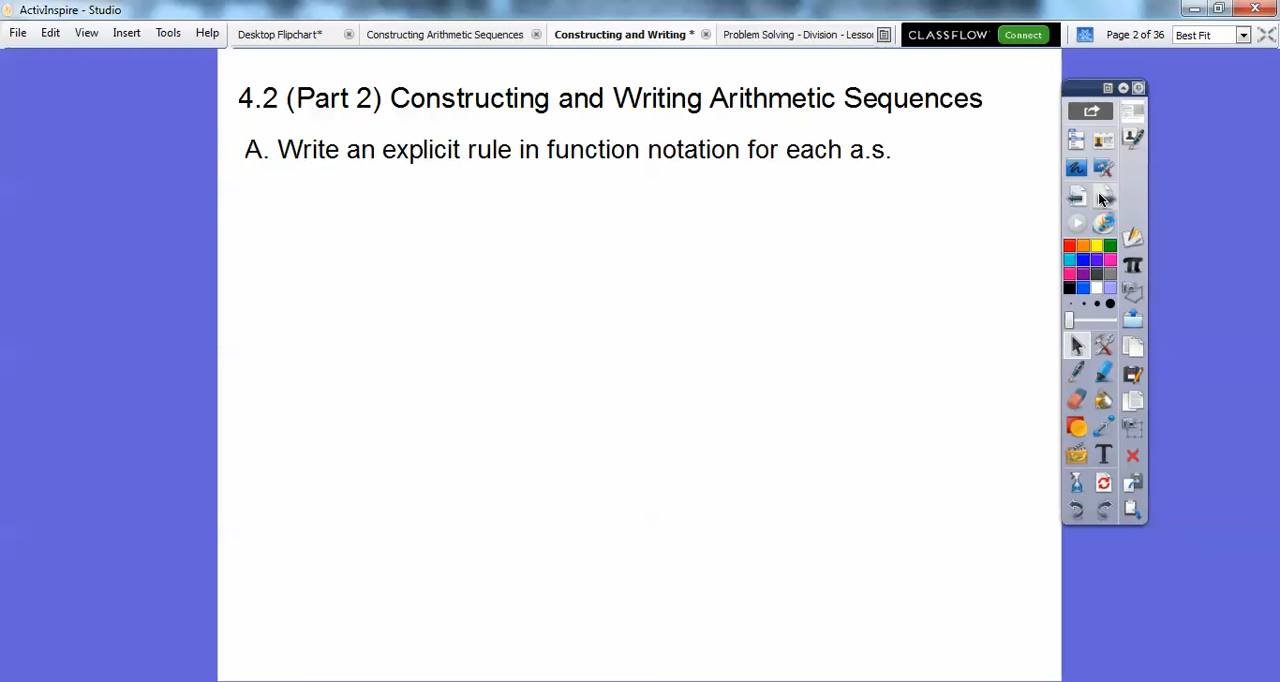 ActivInspire - Studio
File Edit View Insert Tools Help Desktop Flipchart* Constructing Arithmetic Sequences Constructing and Writing * Problem Solving - Division - Lesso CLASSFLOW Connect Page 2 of 36 Best Fit
4.2 (Part 2) Constructing and Writing Arithmetic Sequences
A. Write an explicit rule in function notation for each a.s.